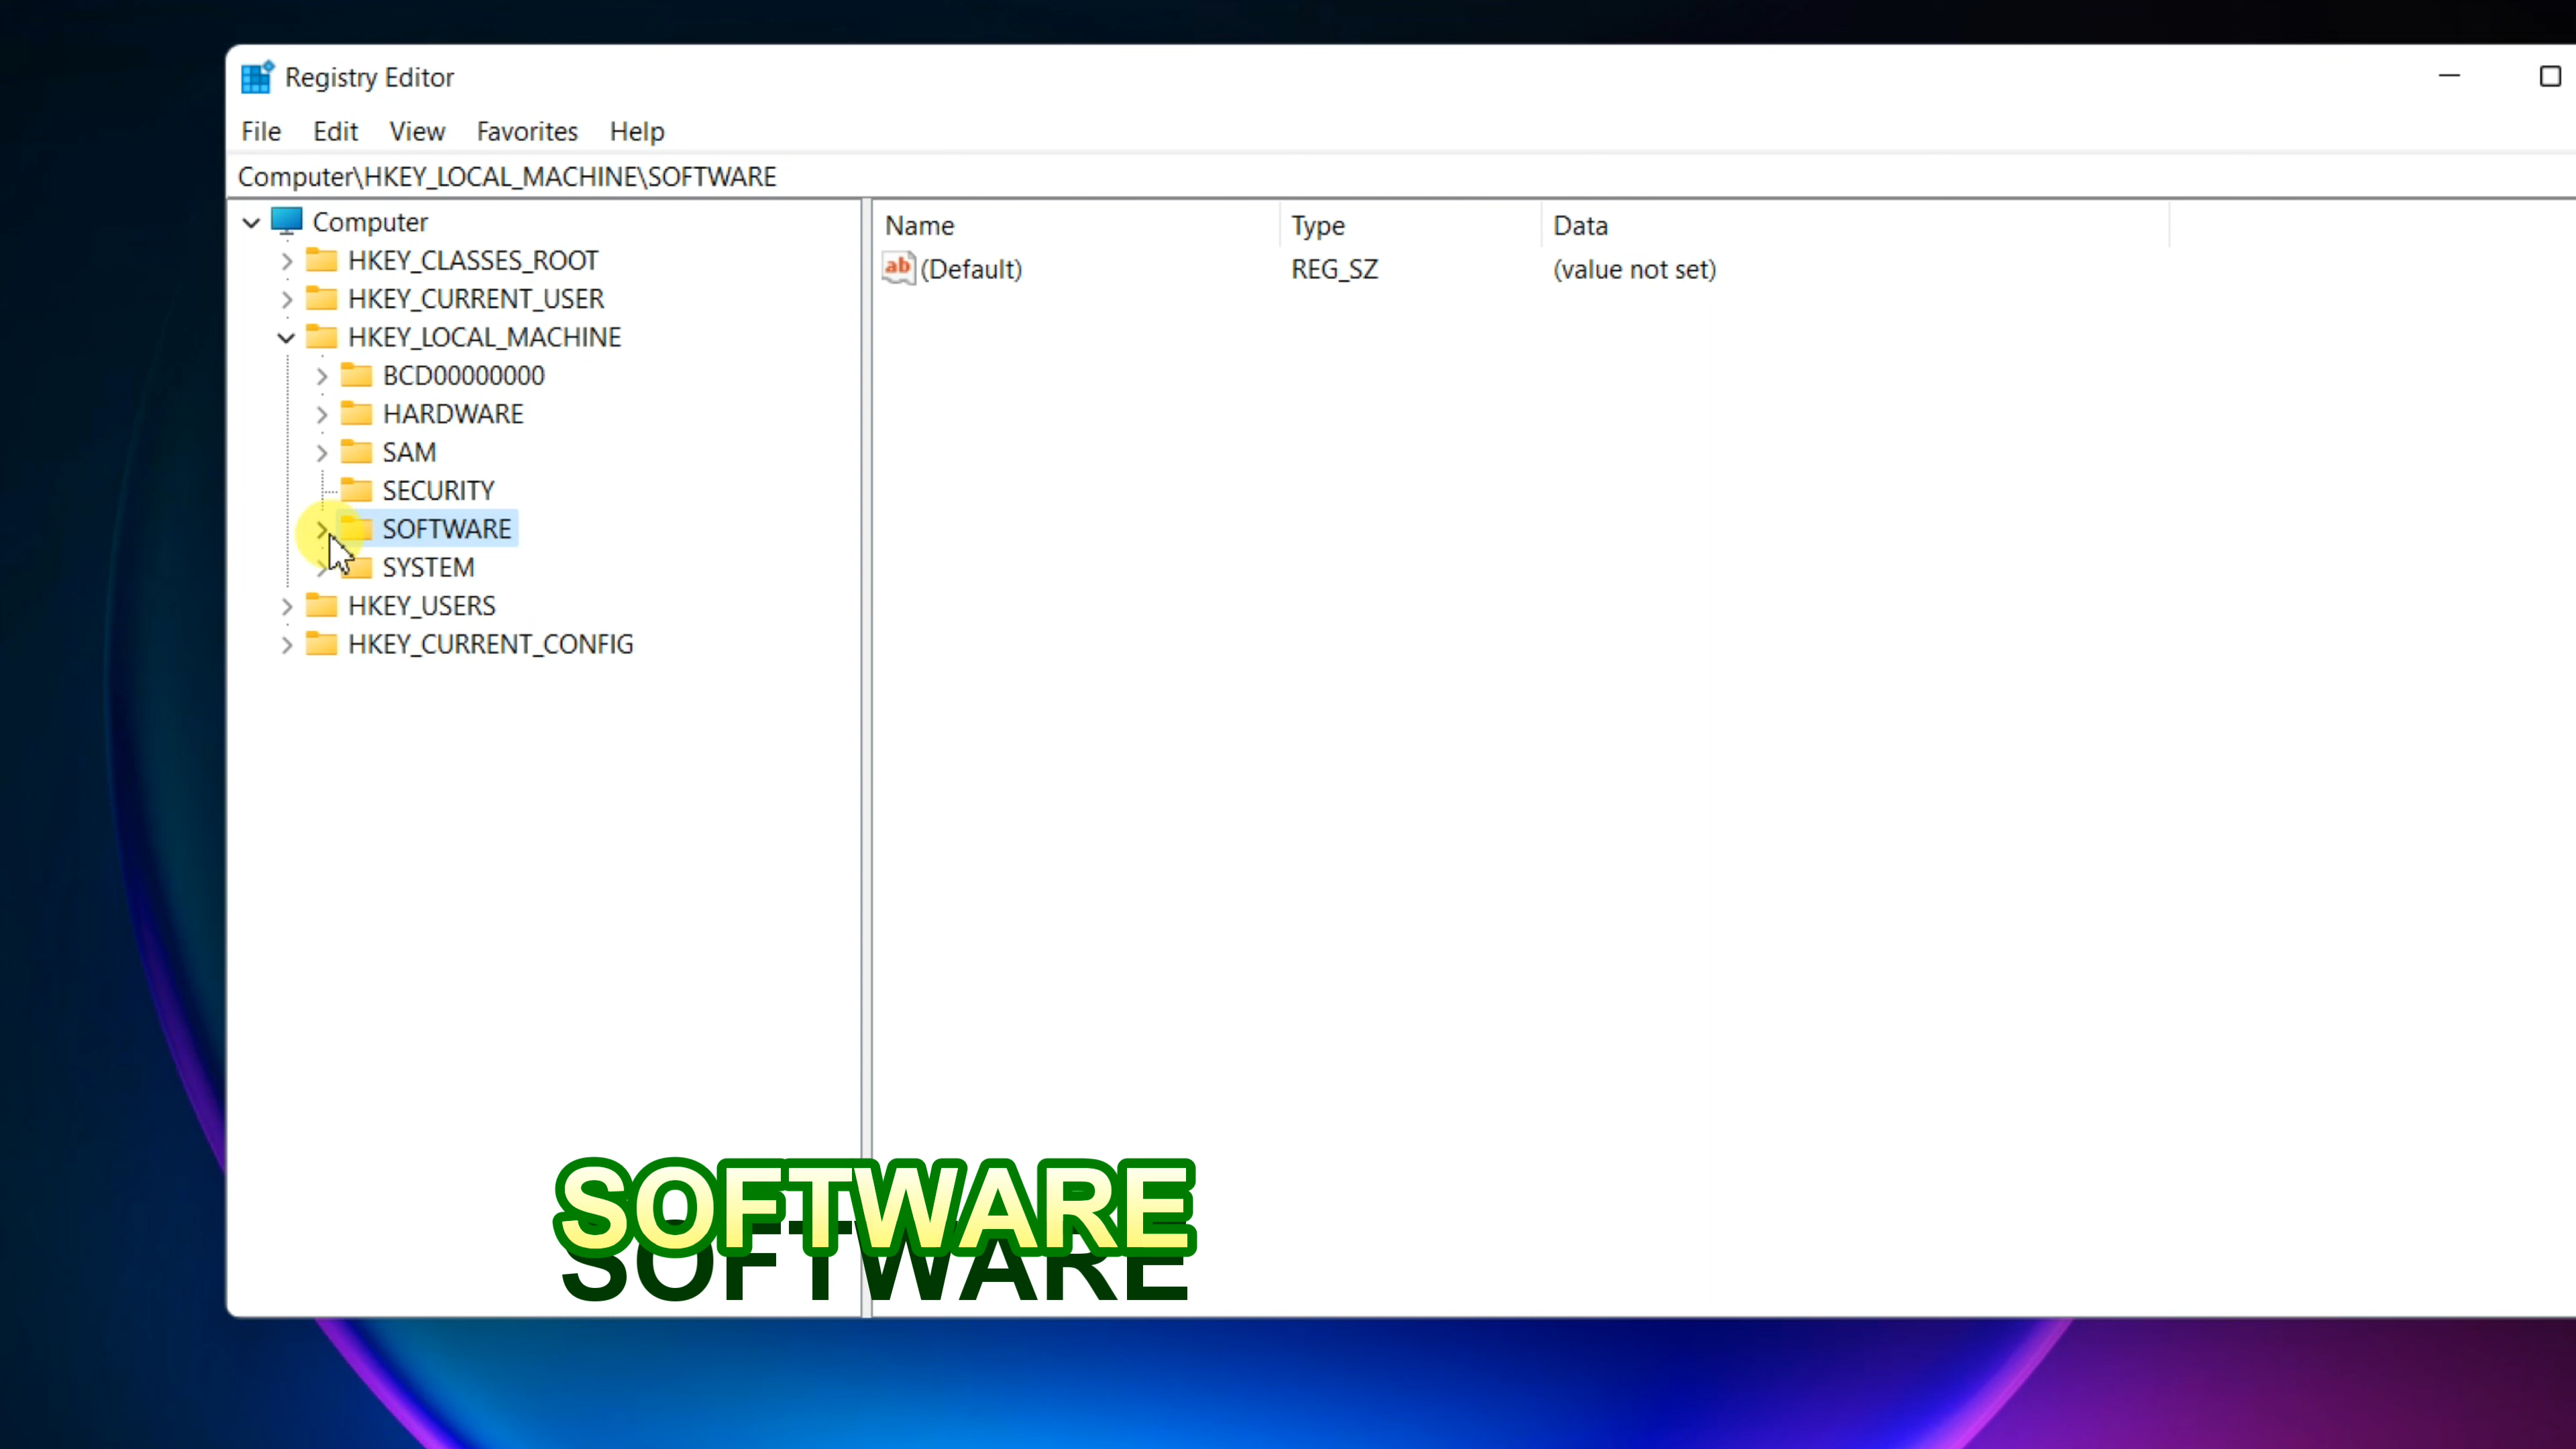 Registry Editor
File Edit View Favorites Help
Computer\HKEY_LOCAL_MACHINE\SOFTWARE
Computer
HKEY_CLASSES_ROOT
HKEY_CURRENT_USER
HKEY_LOCAL_MACHINE
BCD00000000
HARDWARE
SAM
SECURITY
SOFTWARE
SYSTEM
HKEY_USERS
HKEY_CURRENT_CONFIG
Name Type Data
ab (Default) REG_SZ (value not set)
SOFTWARE
SOFTWARE